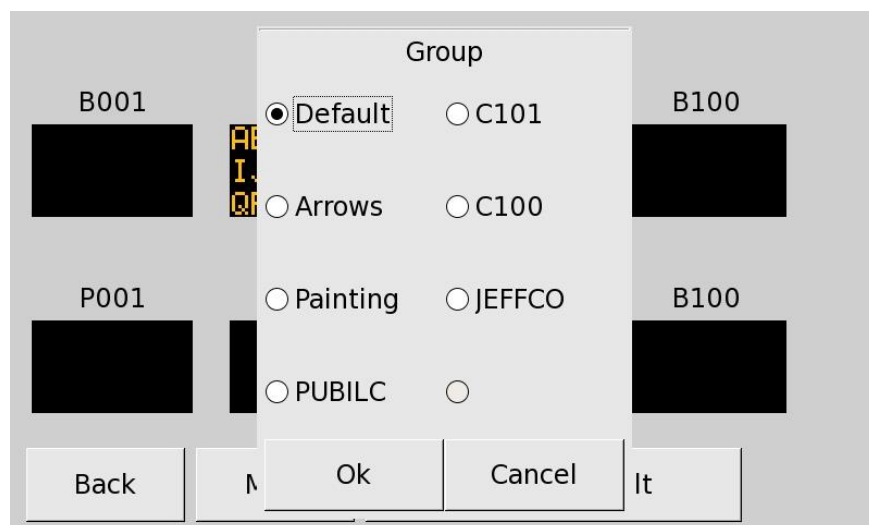 Group
B001
B100
Default
C101
Arrows
C100
P001
Painting
JEFFCO
B100
PUBILC
Ok
Cancel
Back